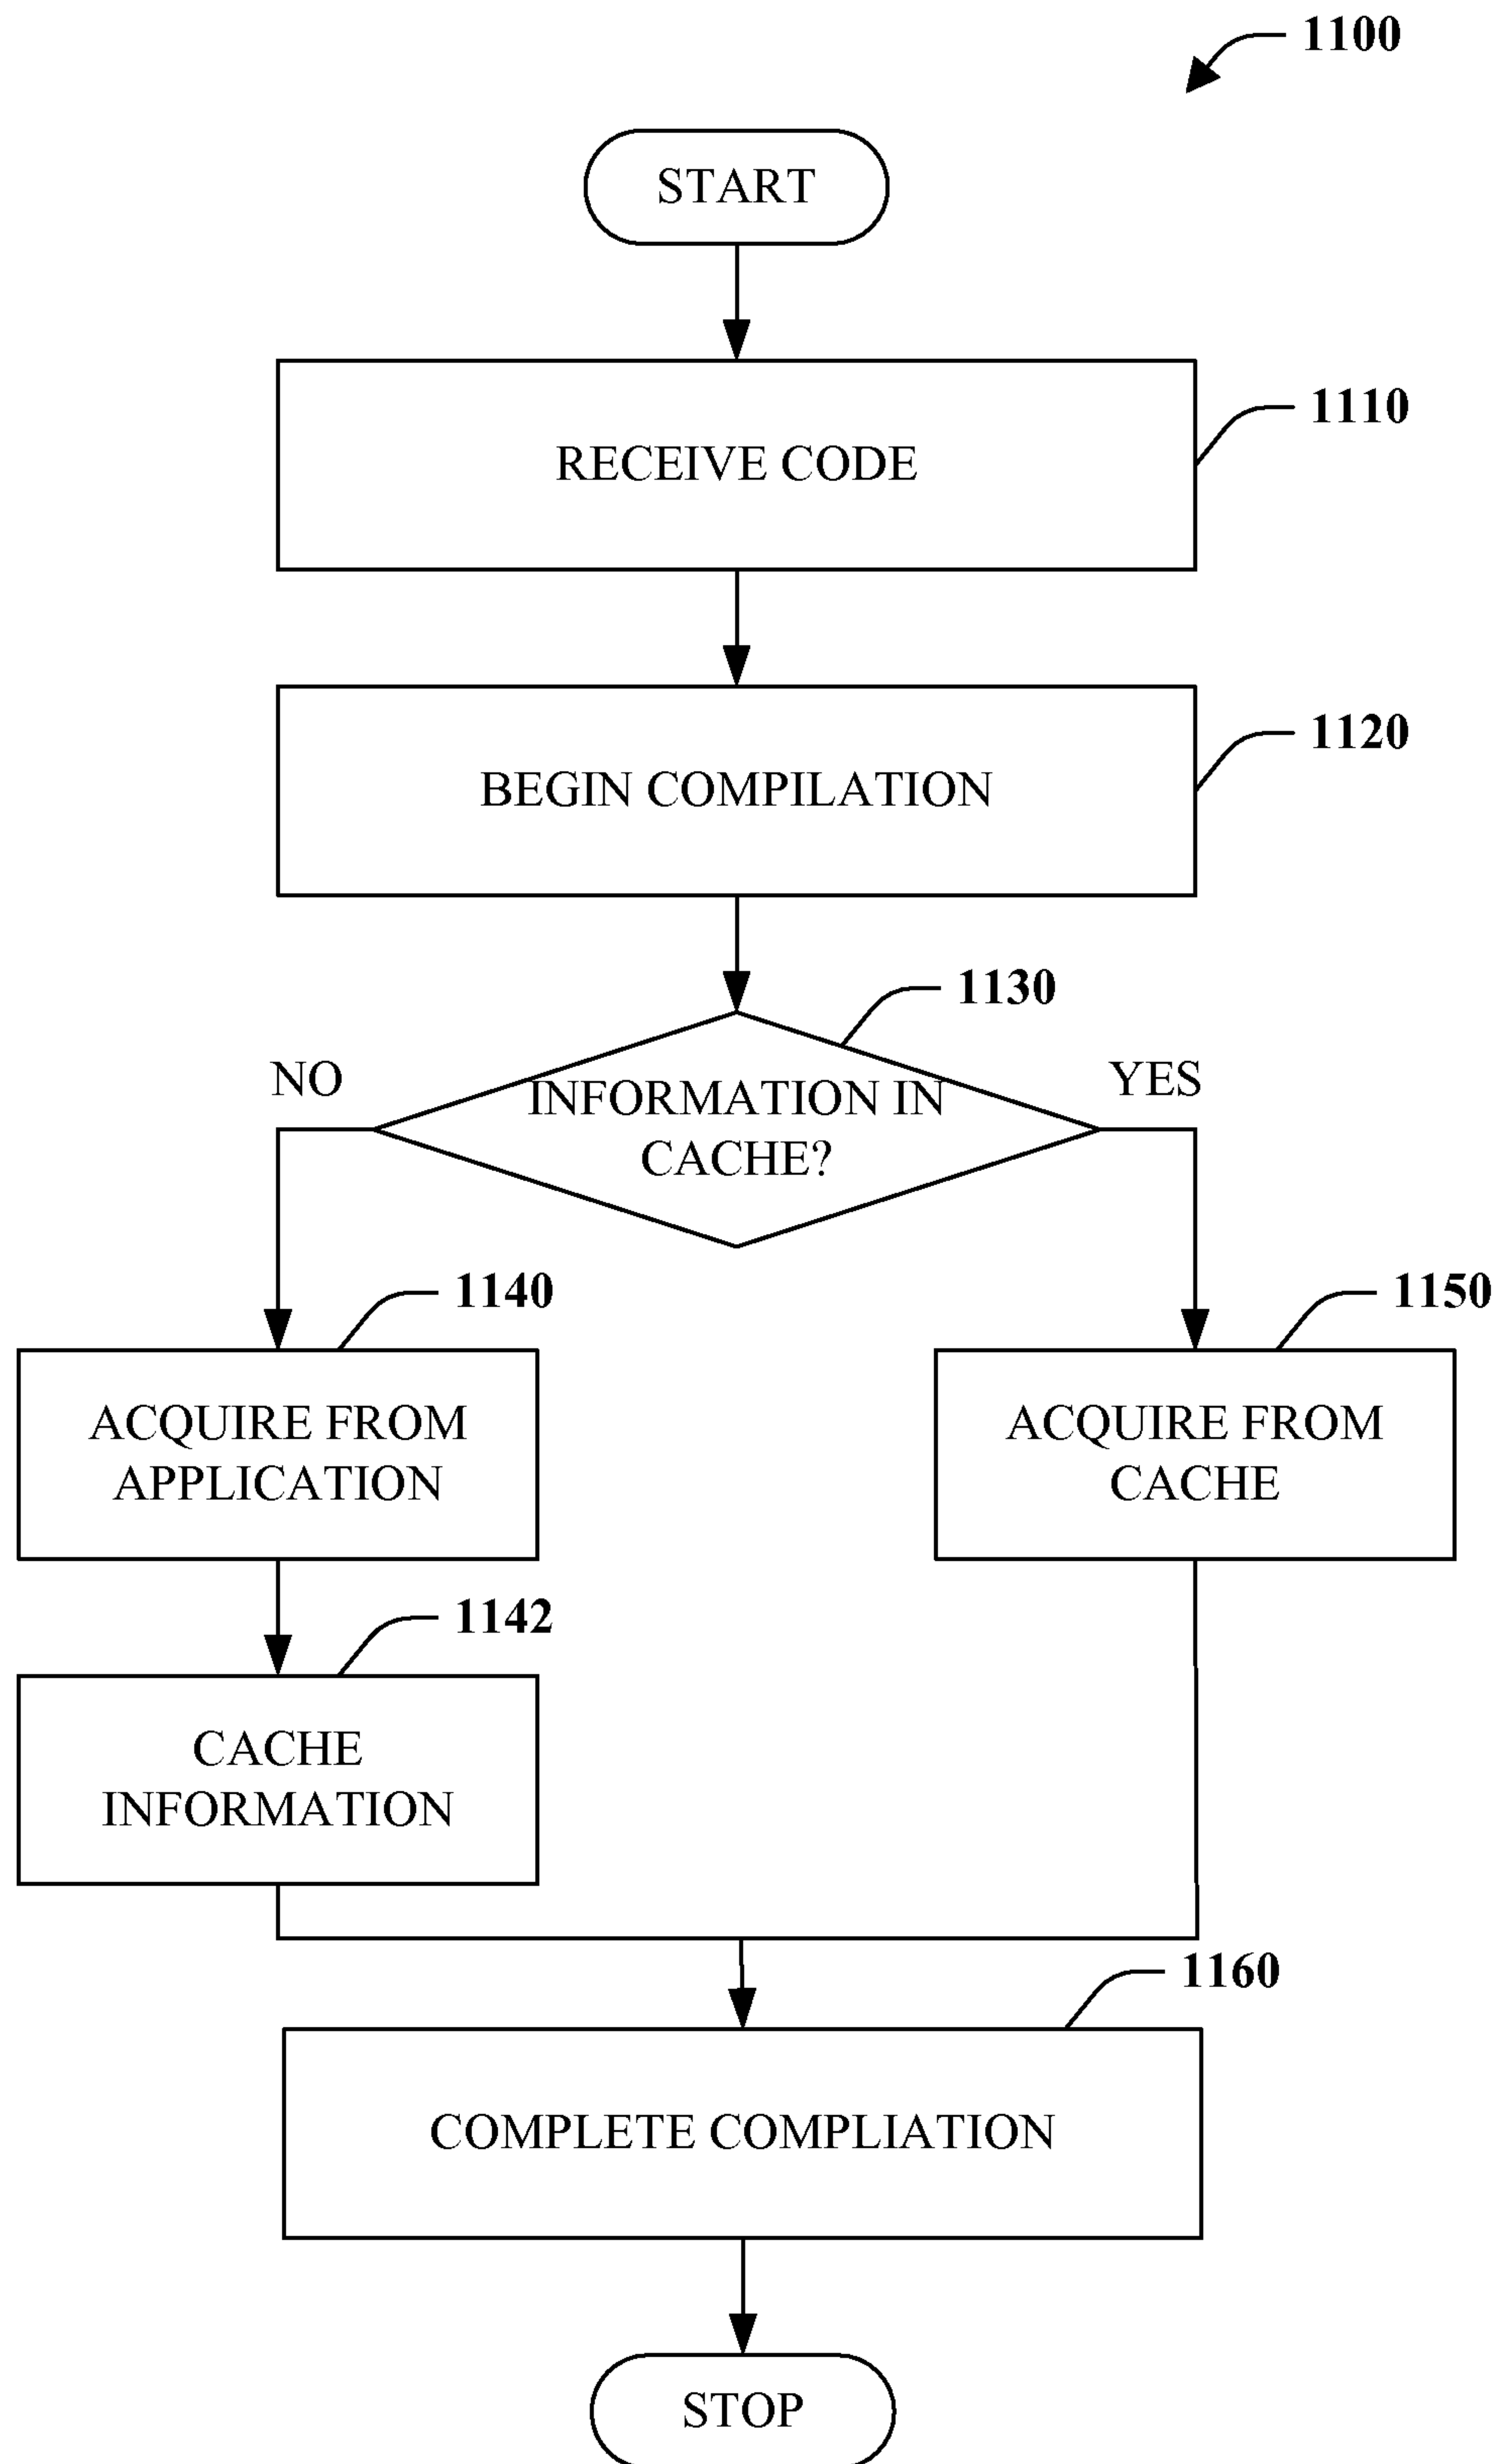 1100
START
RECEIVE CODE
1110
BEGIN COMPILATION
1120
1130
NO
YES
INFORMATION IN
CACHE?
1140
1150
ACQUIRE FROM
APPLICATION
ACQUIRE FROM
CACHE
1142
CACHE
INFORMATION
1160
COMPLETE COMPLIATION
STOP